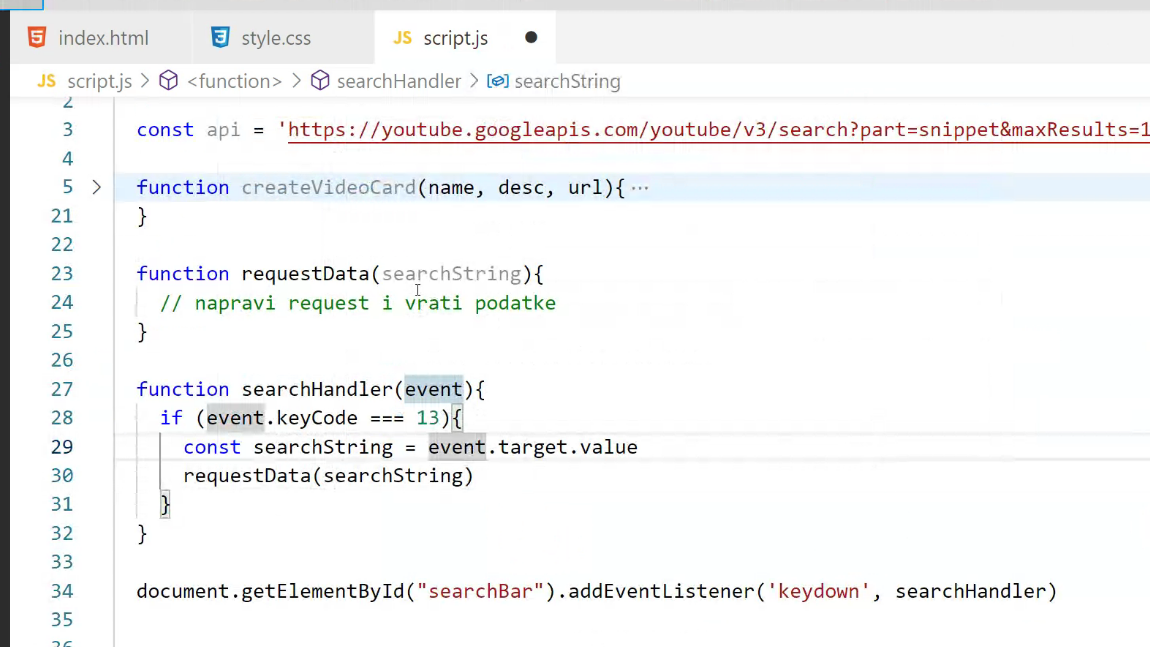 index.html style.css JS script.js
JS script.js > <function> > searchHandler > searchString
2
3 const api = 'https://youtube.googleapis.com/youtube/v3/search?part=snippet&maxResults=1
4
5 function createVideoCard(name, desc, url){ ...
21 }
22
23 function requestData(searchString){
24 // napravi request i vrati podatke
25 }
26
27 function searchHandler(event){
28 if (event.keyCode === 13){
29 const searchString = event.target.value
30 requestData(searchString)
31 }
32 }
33
34 document.getElementById("searchBar").addEventListener('keydown', searchHandler)
35
36